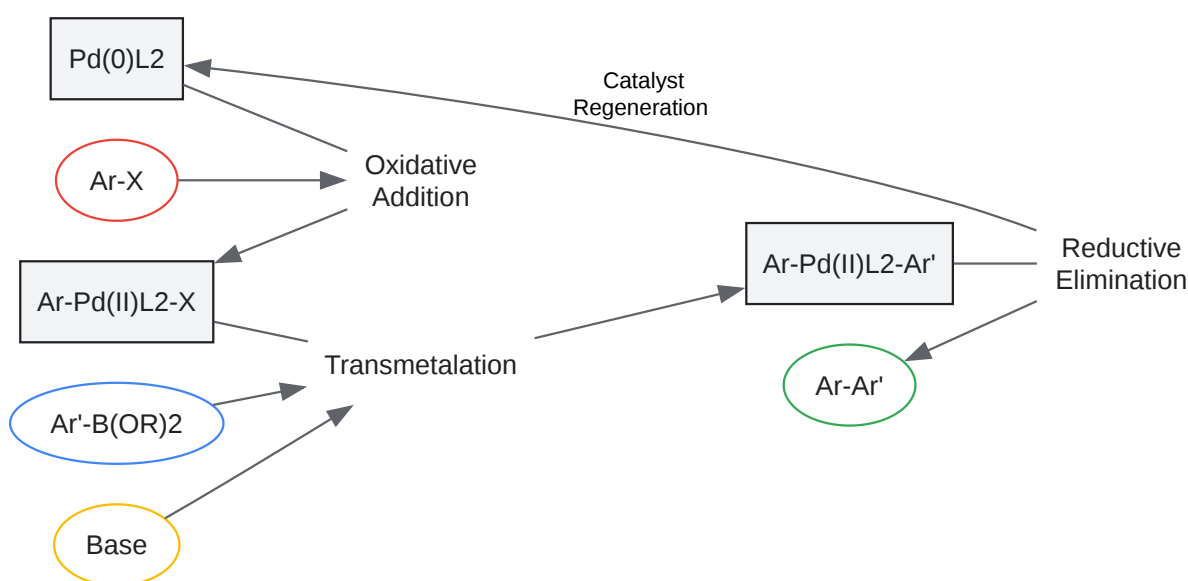 Pd(0)L2
Catalyst
Regeneration
Ar-X
Oxidative
Addition
Ar-Pd(II)L2-X
Ar-Pd(II)L2-Ar'
Reductive
Elimination
Transmetalation
Ar-Ar'
Ar'-B(OR)2
Base